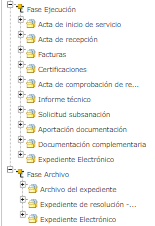 Fase Ejecución
Acta de inicio de servicio
Acta de recepción
Facturas
Certificaciones
Acta de comprobación de re...
Informe técnico
Solicitud subsanación
Aportación documentación
Documentación complementaria
Expediente Electrónico
Fase Archivo
Archivo del expediente
Expediente de resolución -...
Expediente Electrónico